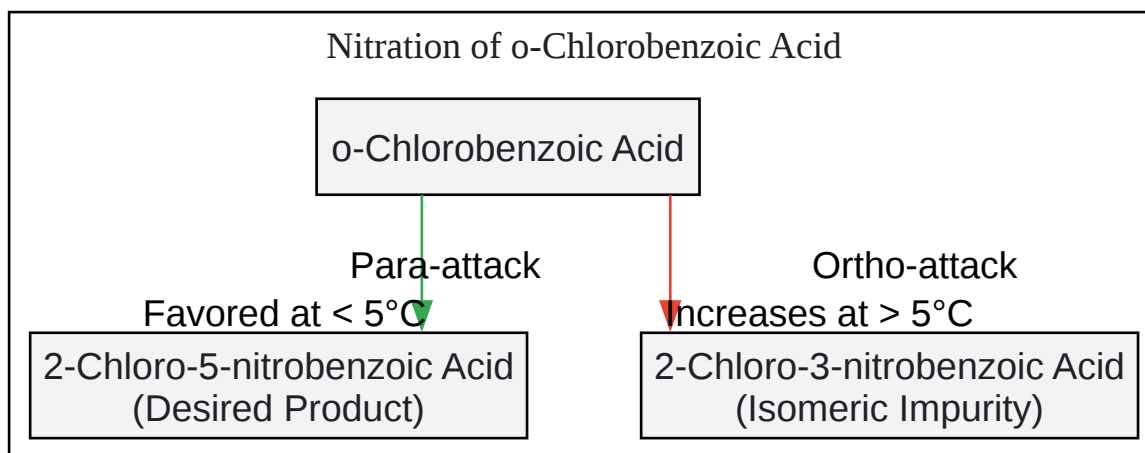 Nitration of o-Chlorobenzoic Acid
o-Chlorobenzoic Acid
Para-attack
Favored at < 5°C
Ortho-attack
Increases at > 5°C
2-Chloro-5-nitrobenzoic Acid
(Desired Product)
2-Chloro-3-nitrobenzoic Acid
(Isomeric Impurity)